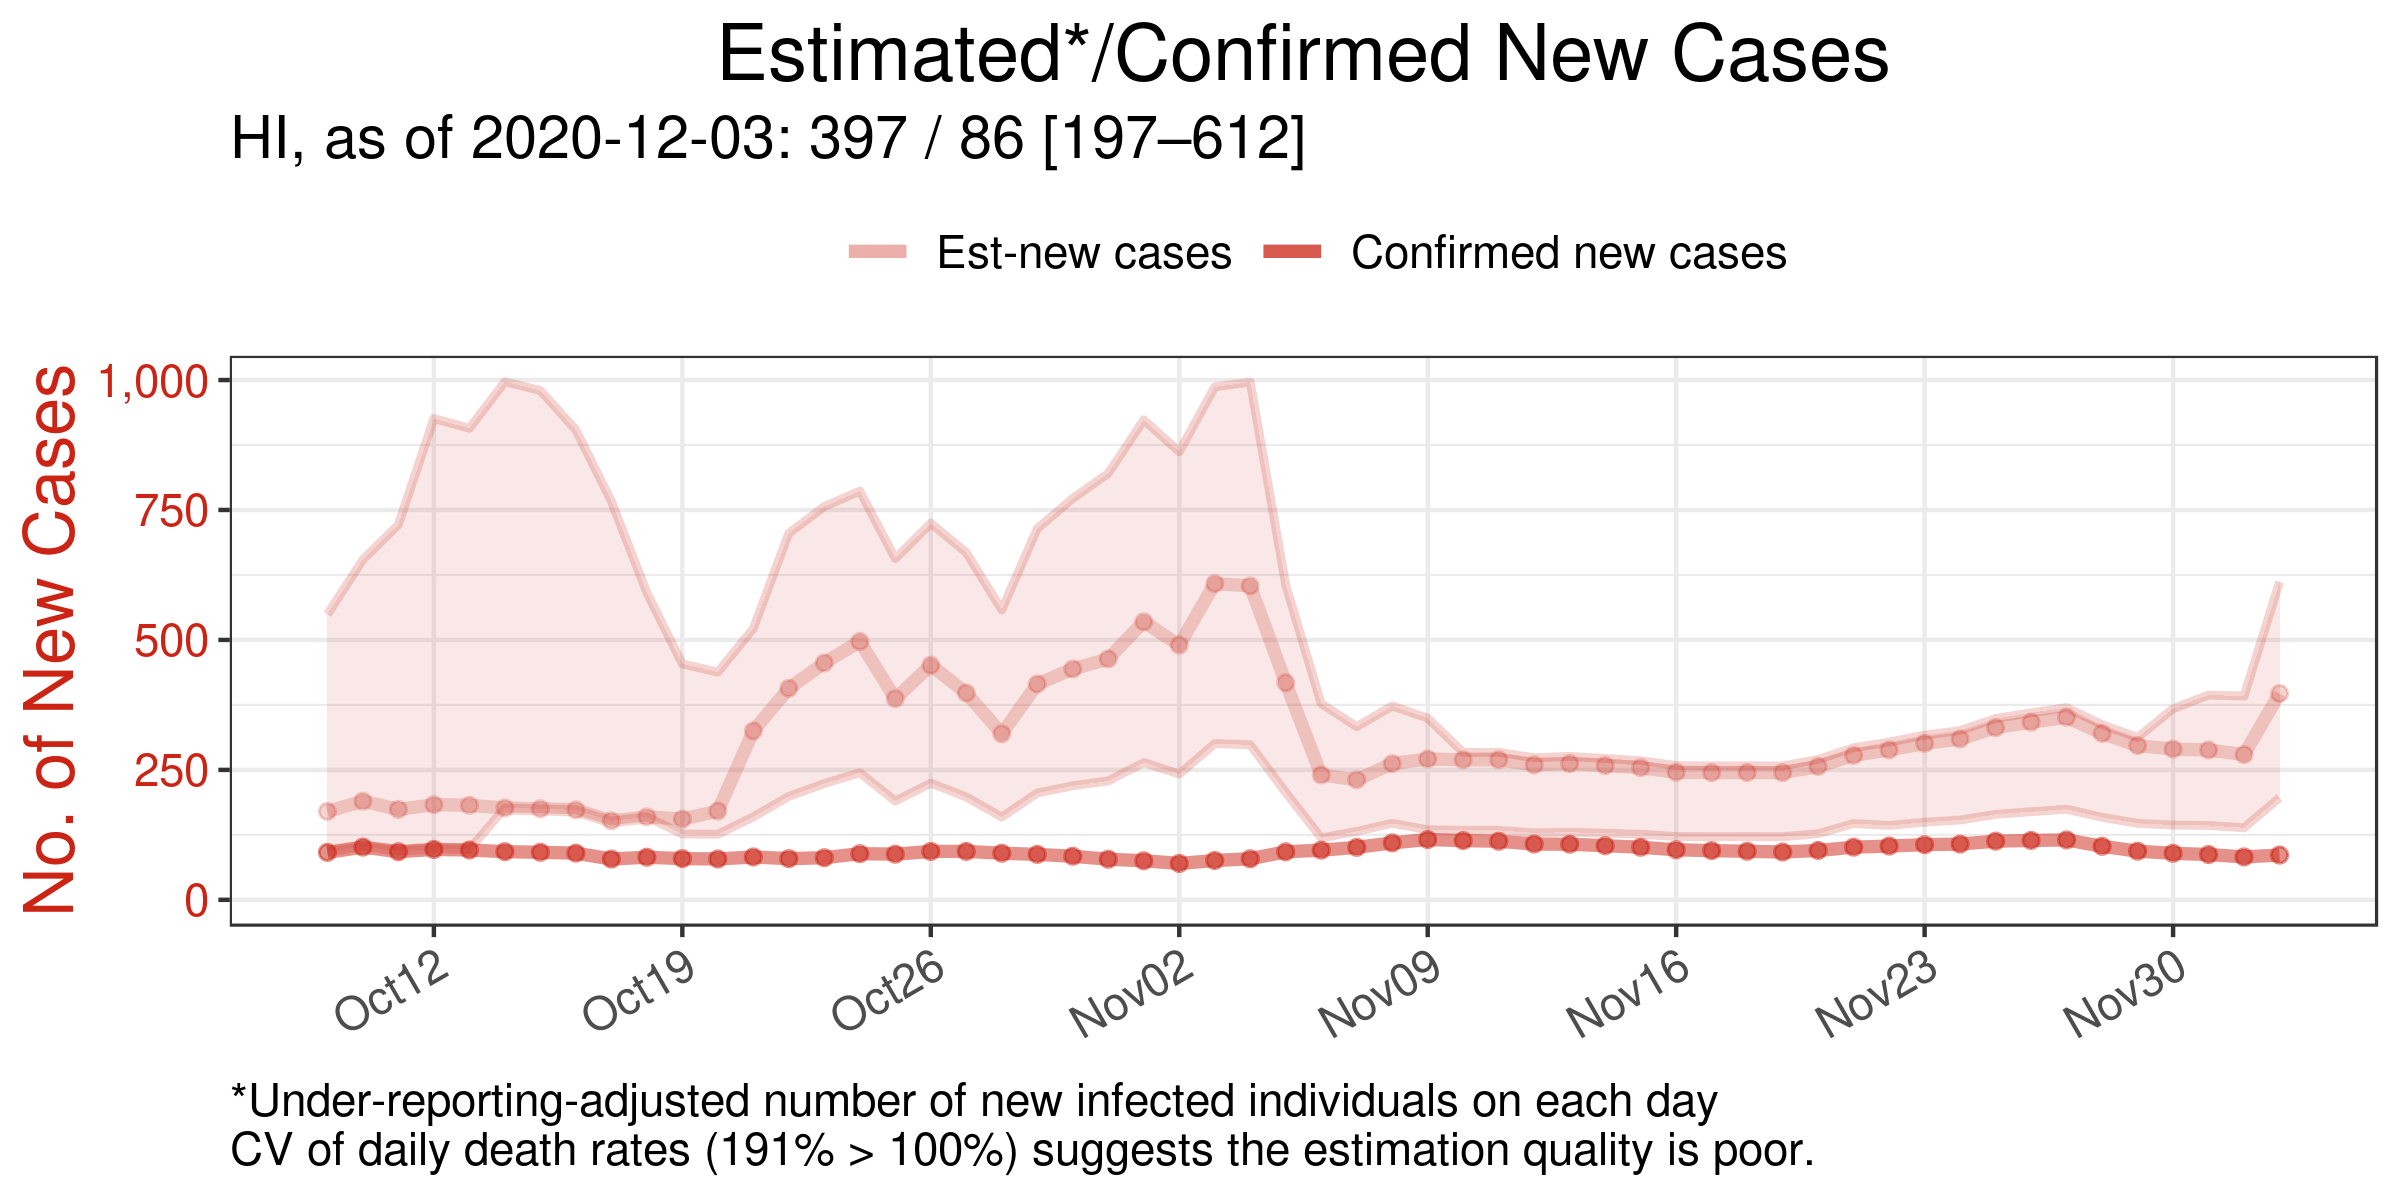 Estimated*/Confirmed New Cases
HI, as of 2020-12-03: 397 / 86 [197–612]
Est-new cases Confirmed new cases
No. of New Cases
1,000
750
500
250
0
Oct12 Oct19 Oct26 Nov02 Nov09 Nov16 Nov23 Nov30
*Under-reporting-adjusted number of new infected individuals on each day
CV of daily death rates (191% > 100%) suggests the estimation quality is poor.